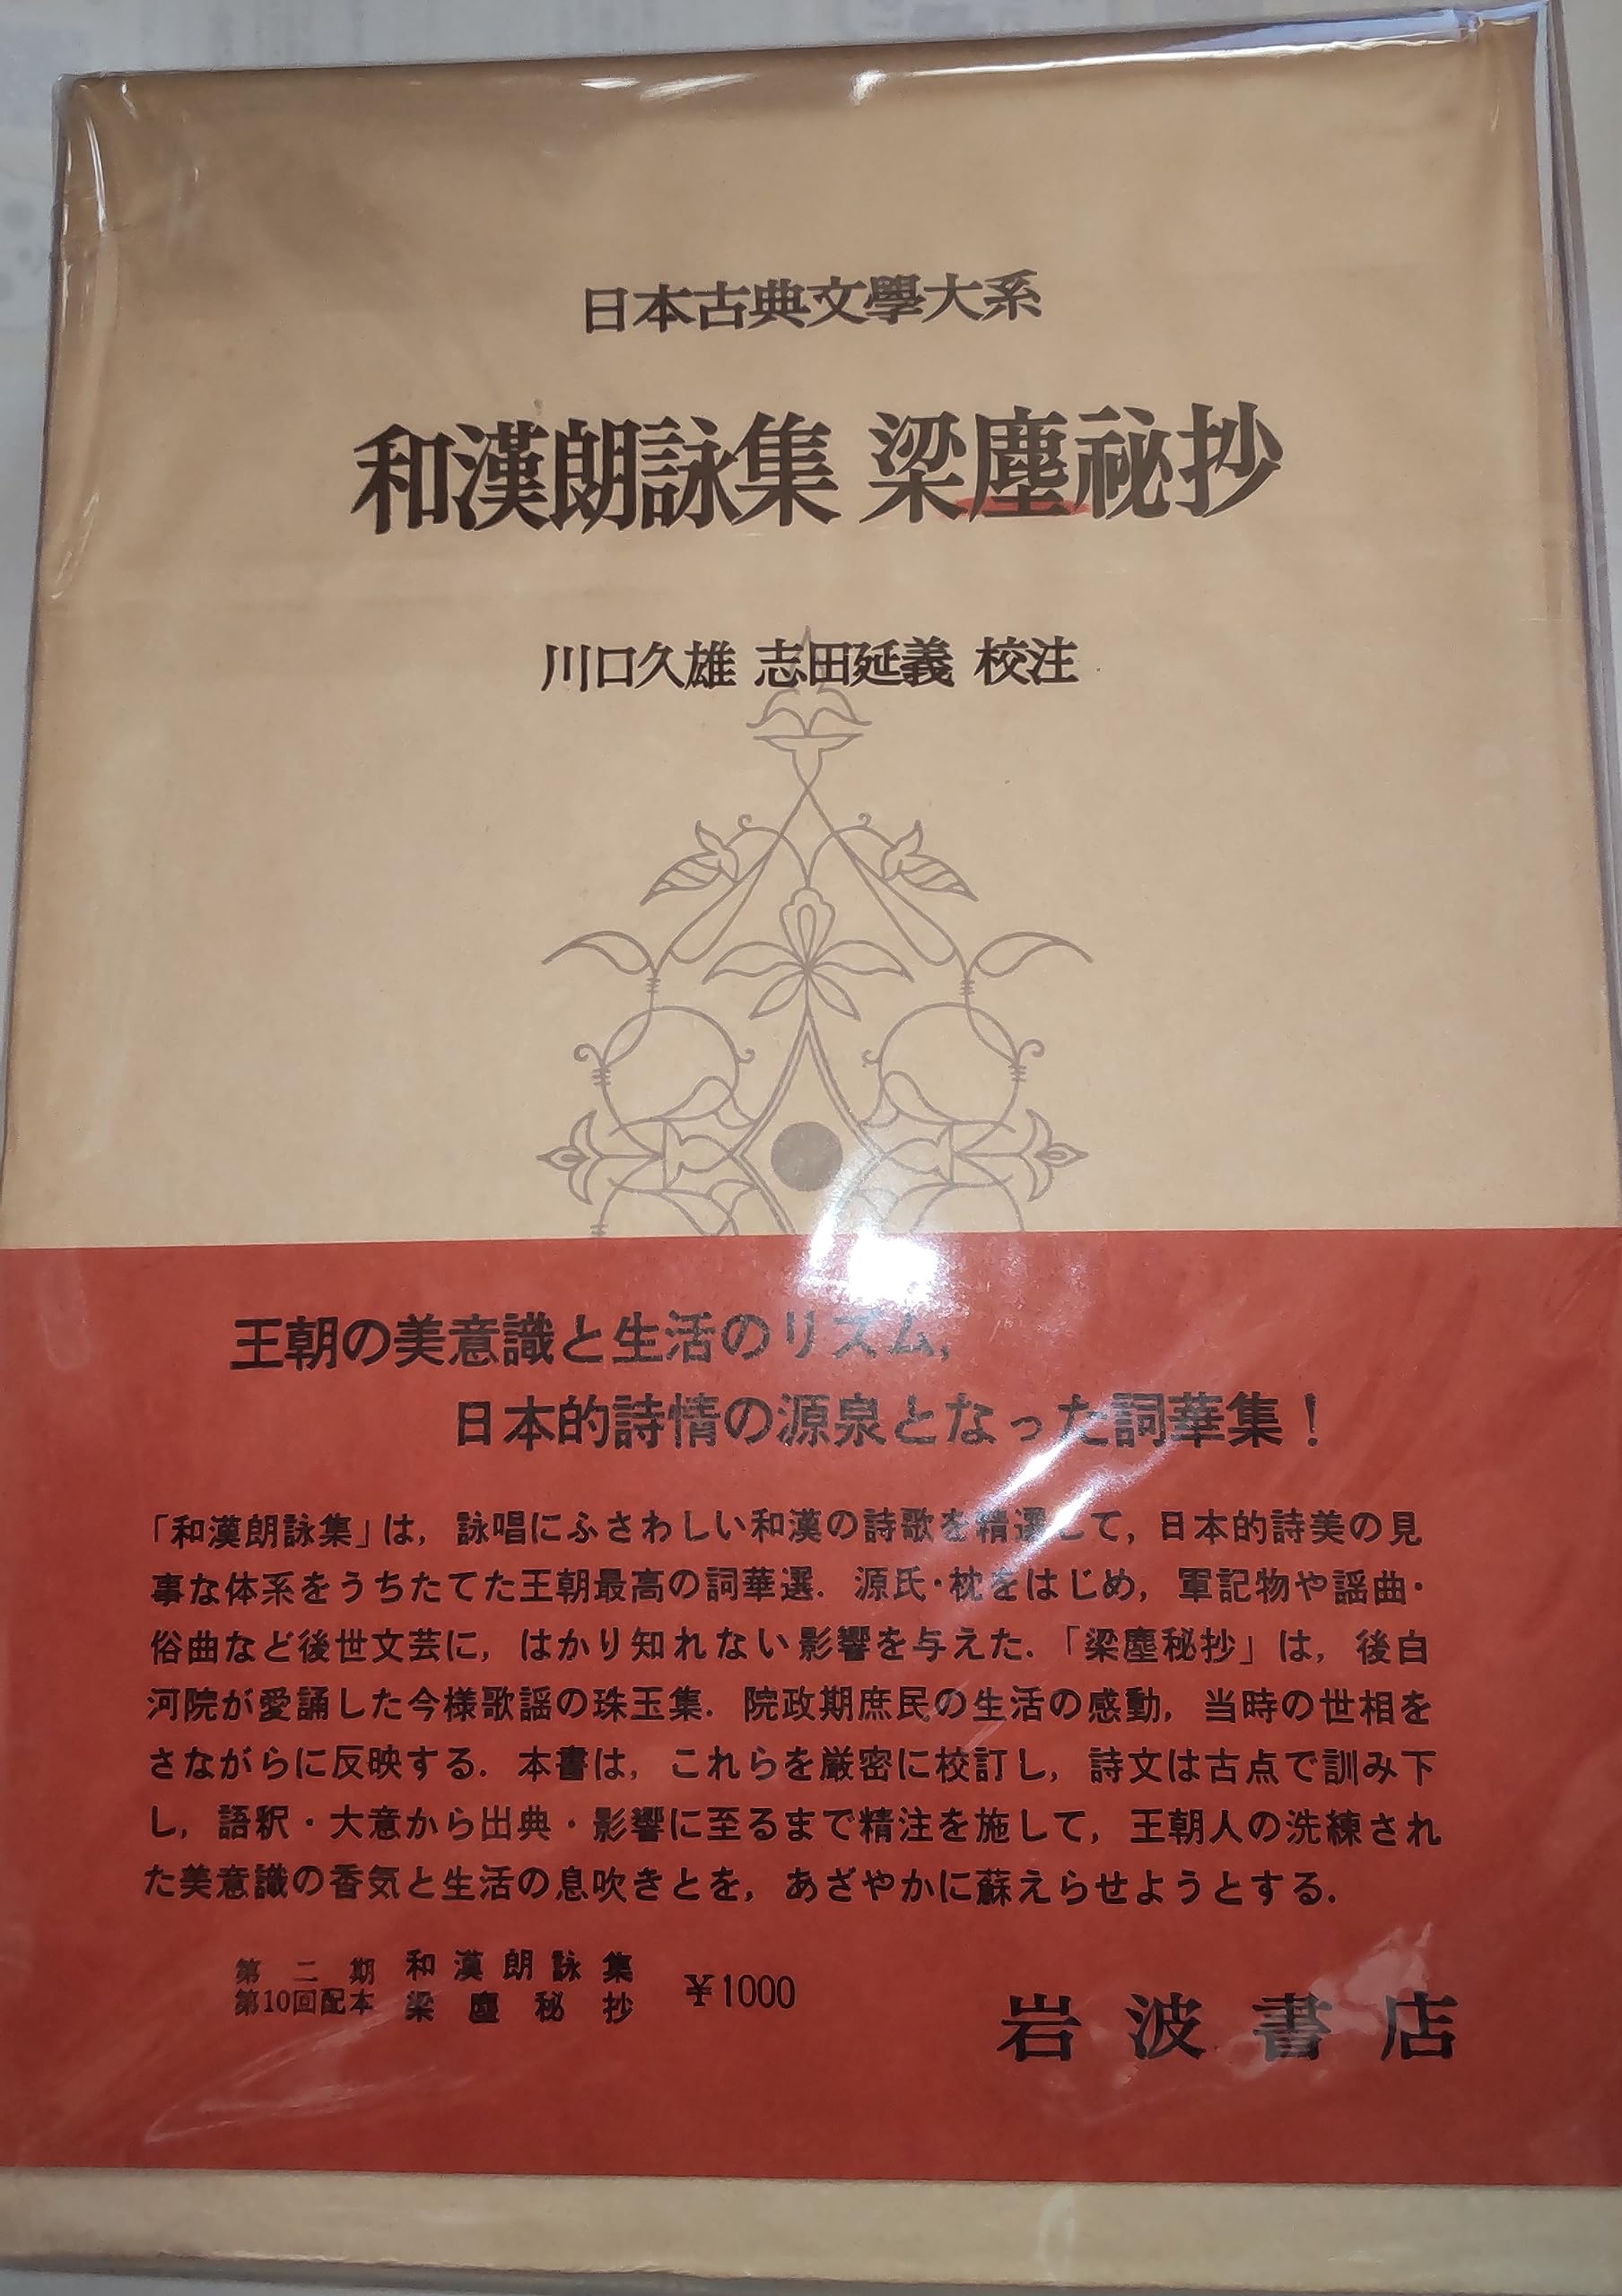 日本古典文學大系
和漢朗詠集 梁塵祕抄
川口久雄 志田延義 校注
王朝の美意識と生活のリズム,
日本的詩情の源泉となった詞華集！
「和漢朗詠集」は, 詠唱にふさわしい和漢の詩歌を精選して, 日本的詩美の見
事な体系をうちたてた王朝最高の詞華選. 源氏・枕をはじめ, 軍記物や謡曲・
俗曲など後世文芸に, はかり知れない影響を与えた. 「梁塵秘抄」は, 後白
河院が愛誦した今様歌謡の珠玉集. 院政期庶民の生活の感動, 当時の世相を
さながらに反映する. 本書は, これらを厳密に校訂し, 詩文は古点で訓み下
し, 語釈・大意から出典・影響に至るまで精注を施して, 王朝人の洗練され
た美意識の香気と生活の息吹きとを, あざやかに蘇えらせようとする.
第二期 和漢朗詠集
第10回配本 梁塵秘抄 ¥1000
岩波書店